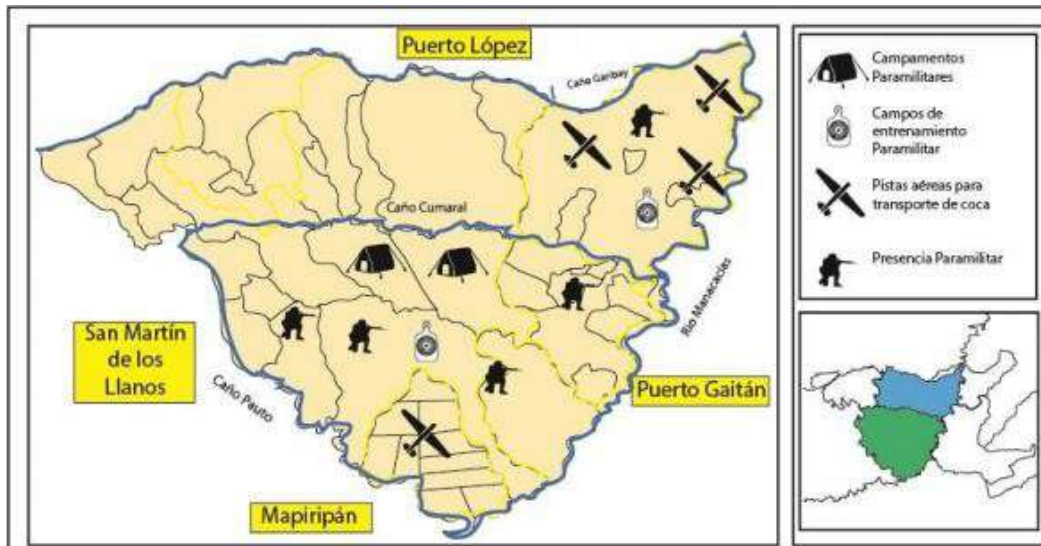 Puerto López
Caño Garibay
Caño Cumaral
Río Manacacías
San Martín
de los
Llanos
Caño Pauto
Puerto Gaitán
Mapiripán
Campamentos
Paramilitares
Campos de
entrenamiento
Paramilitar
Pistas aéreas para
transporte de coca
Presencia Paramilitar